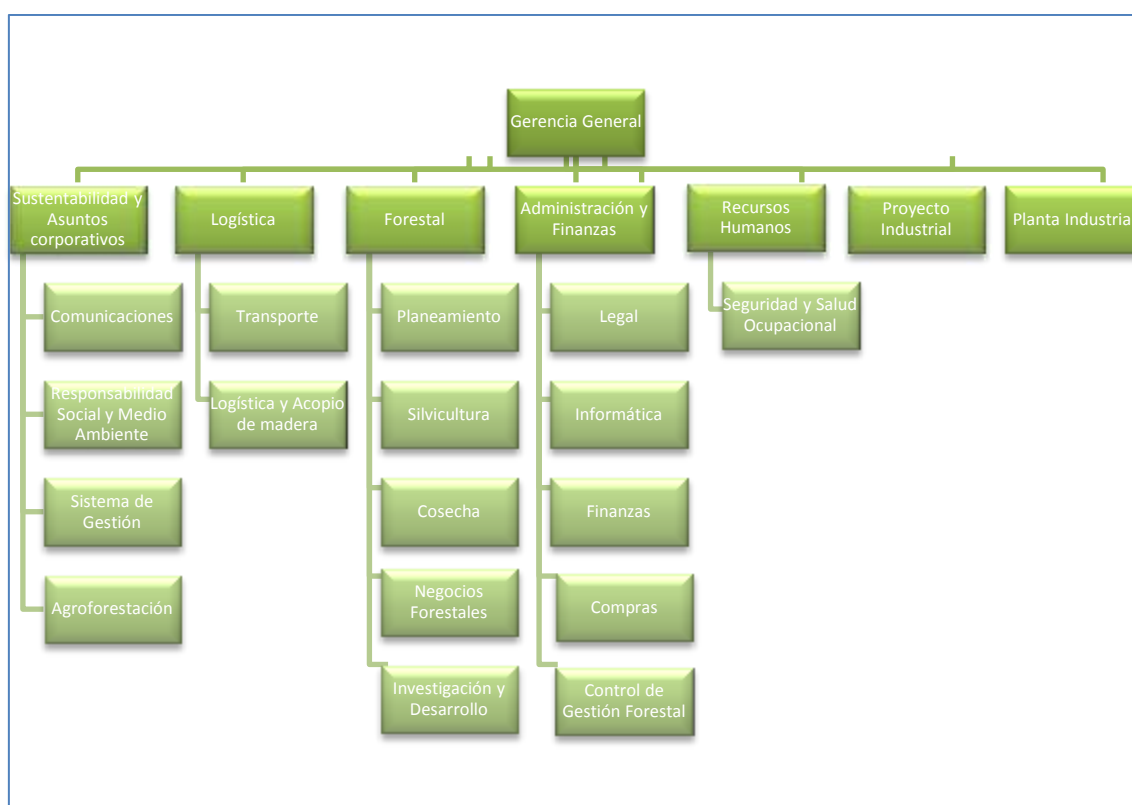 Gerencia General
Sustentabilidad y
Asuntos
corporativos
Logística
Forestal
Administración y
Finanzas
Recursos
Humanos
Proyecto
Industrial
Planta Industrial
Comunicaciones
Transporte
Planeamiento
Legal
Seguridad y Salud
Ocupacional
Responsabilidad
Social y Medio
Ambiente
Logística y Acopio
de madera
Silvicultura
Informática
Sistema de
Gestión
Cosecha
Finanzas
Agroforestación
Negocios
Forestales
Compras
Investigación y
Desarrollo
Control de
Gestión Forestal